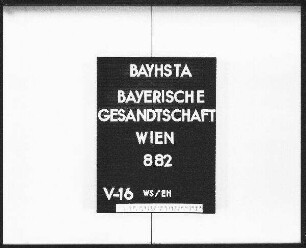 BAYHSTA
BAYERISCHE
GESANDTSCHAFT
WIEN
882
V-16 WS/EH